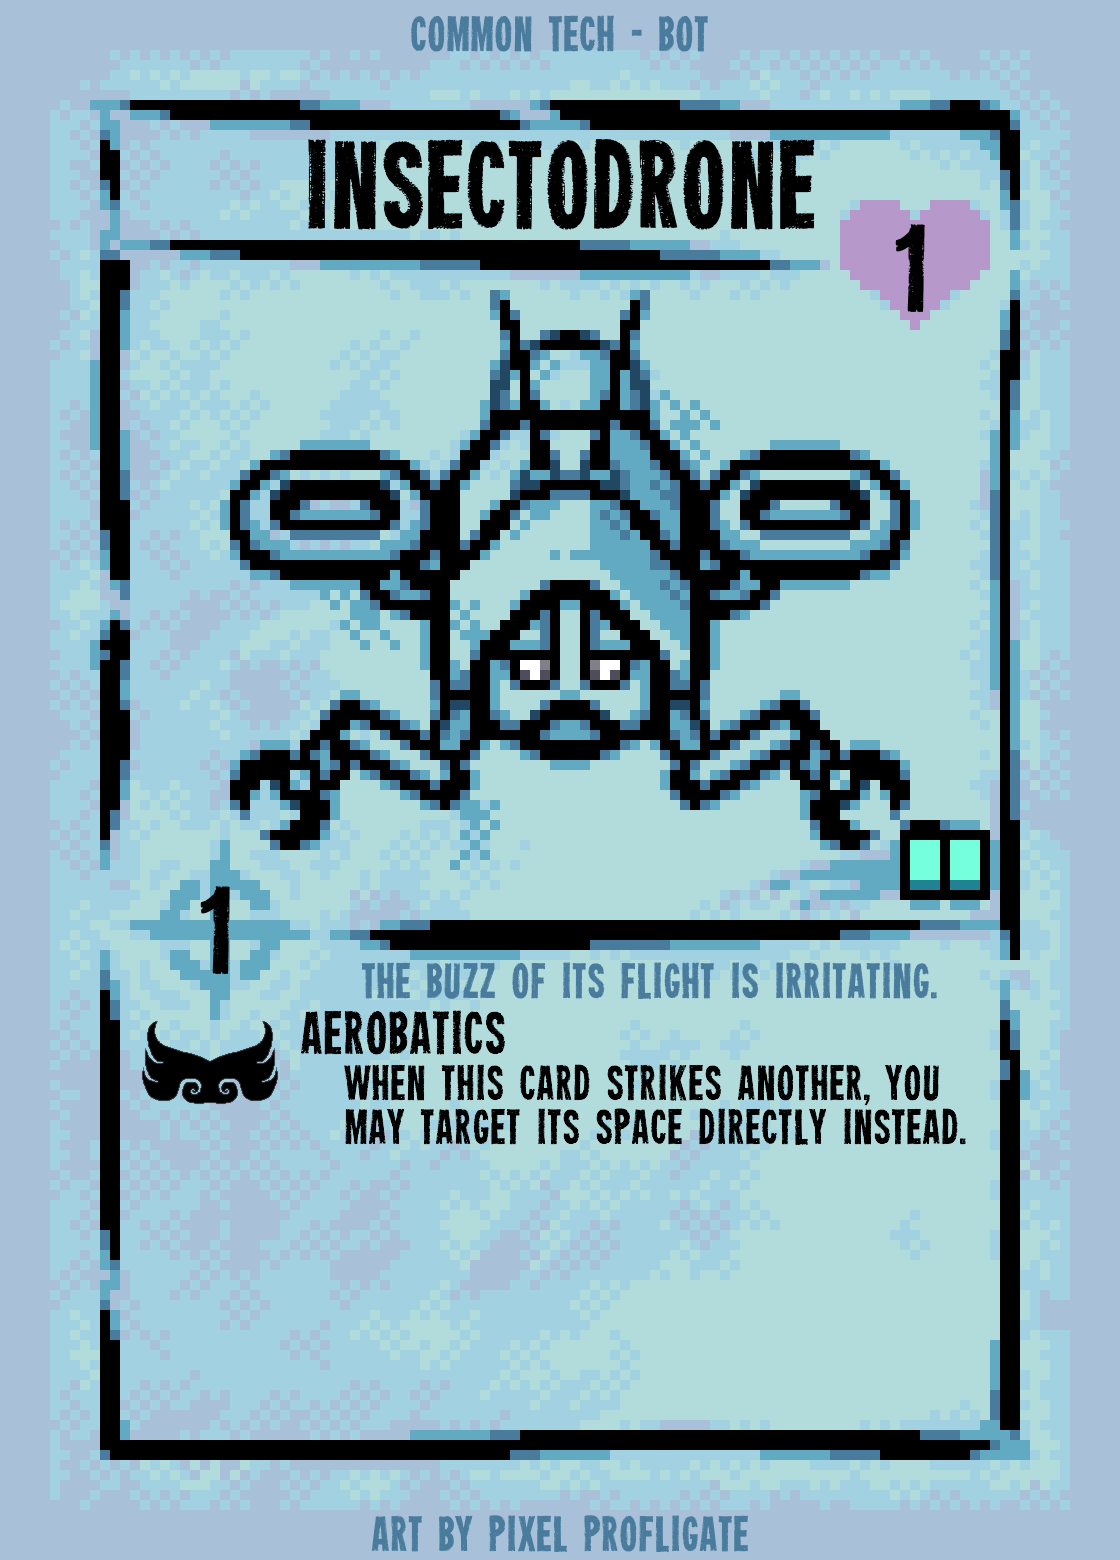 COMMON TECH - BOT
INSECTODRONE
1
1
THE BUZZ OF ITS FLIGHT IS IRRITATING.
AEROBATICS
WHEN THIS CARD STRIKES ANOTHER, YOU
MAY TARGET ITS SPACE DIRECTLY INSTEAD.
ART BY PIXEL PROFLIGATE